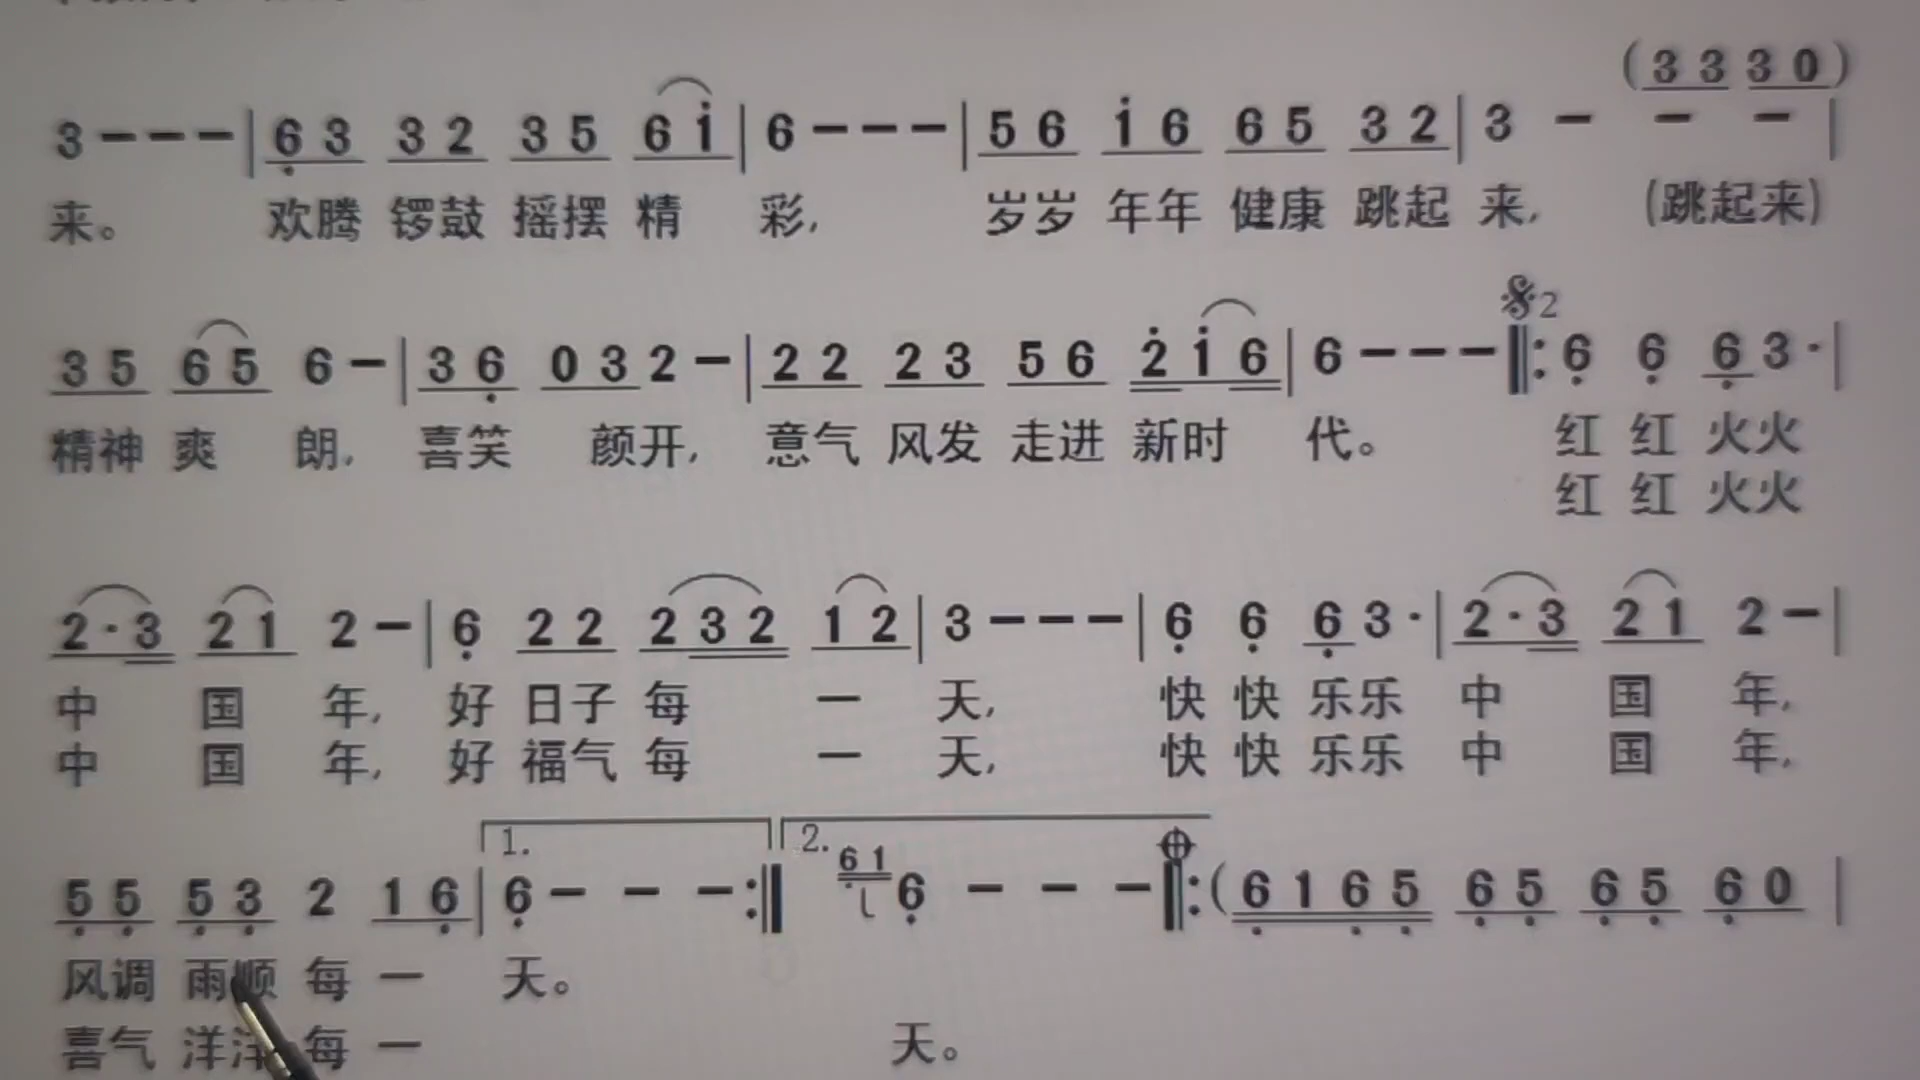 (3 3 3 0)
3 - - - | 6 3 3 2 3 5 6 1 | 6 - - - | 5 6 1 6 6 5 3 2 | 3 - - - |
来。 欢腾 锣鼓 摇摆 精 彩, 岁岁 年年 健康 跳起 来, (跳起来)
3 5 6 5 6 - | 3 6 0 3 2 - | 2 2 2 3 5 6 2 1 6 | 6 - - - 𝄋2 ‖: 6 6 6 3 · |
精神 爽 朗, 喜笑 颜开, 意气 风发 走进 新时 代。 红 红 火火
红 红 火火
2 · 3 2 1 2 - | 6 2 2 2 3 2 1 2 | 3 - - - | 6 6 6 3 · | 2 · 3 2 1 2 - |
中 国 年, 好 日子 每 一 天, 快 快 乐乐 中 国 年,
中 国 年, 好 福气 每 一 天, 快 快 乐乐 中 国 年,
1. 2.
5 5 5 3 2 1 6 | 6 - - - :‖ 6 1 6 - - - ‖: (6 1 6 5 6 5 6 5 6 0 |
风调 雨顺 每 一 天。
喜气 洋洋 每 一 天。